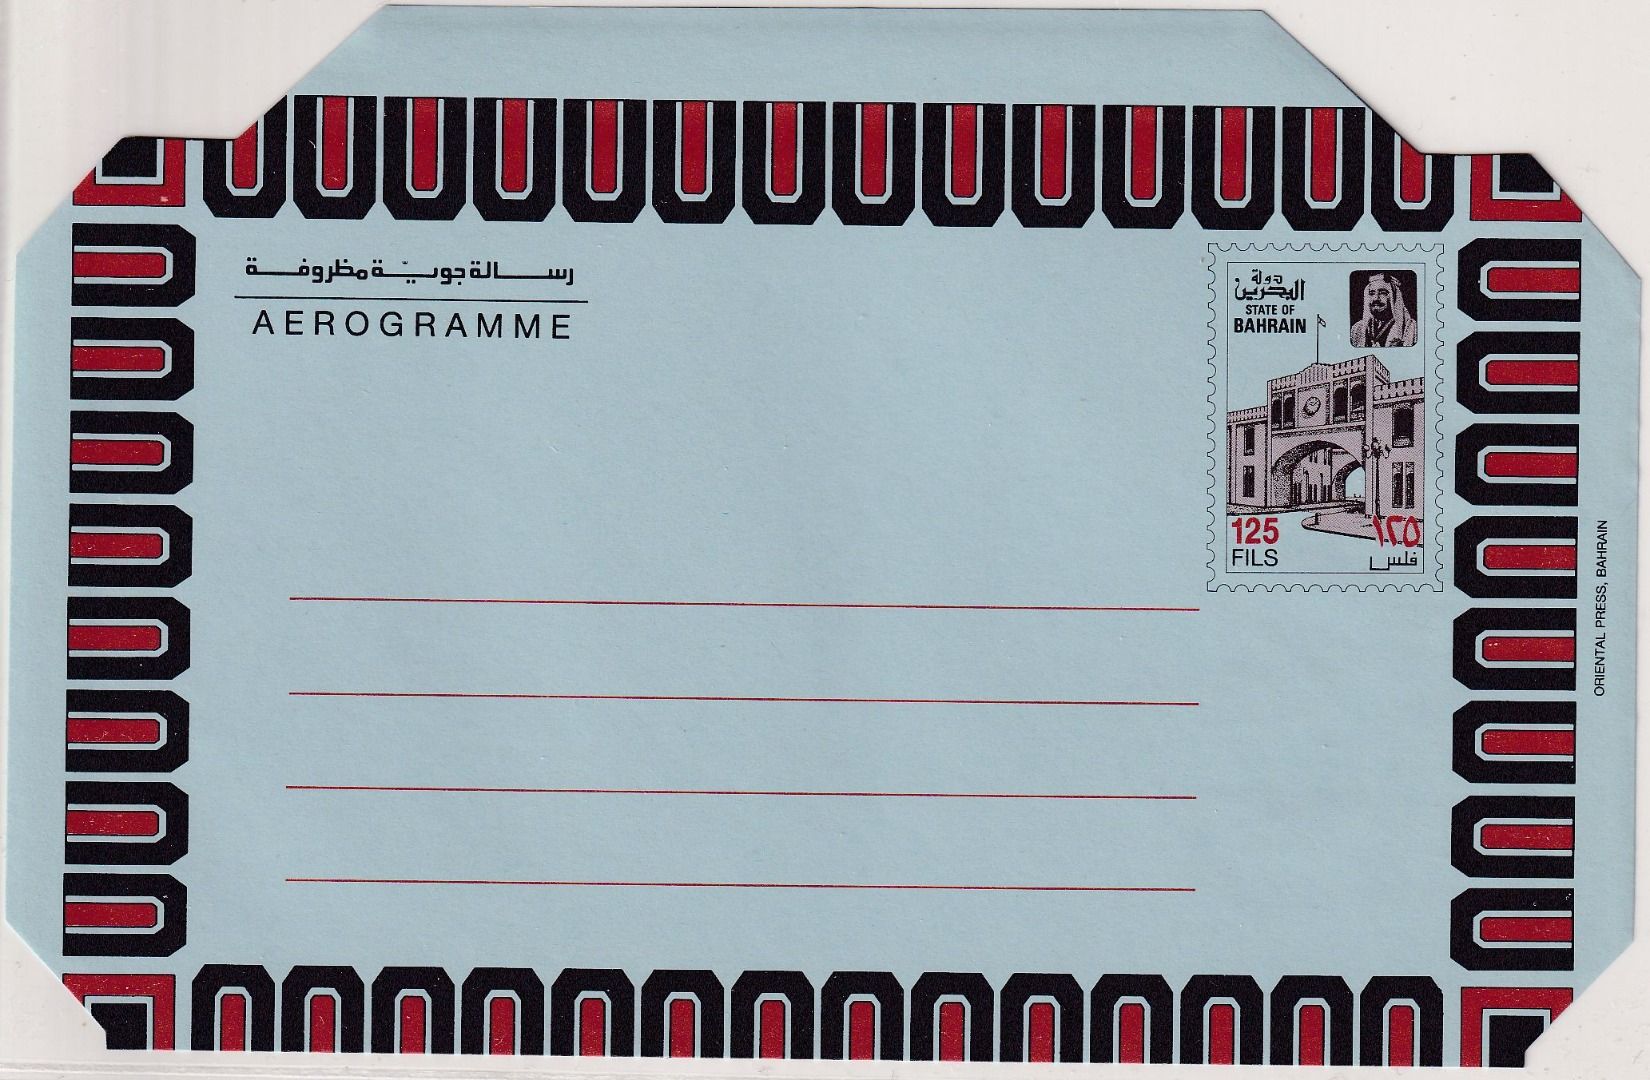 رسالة جويّة مظروفة
AEROGRAMME
دولة
البحرين
STATE OF
BAHRAIN
125
FILS
١٢٥
فلس
ORIENTAL PRESS, BAHRAIN